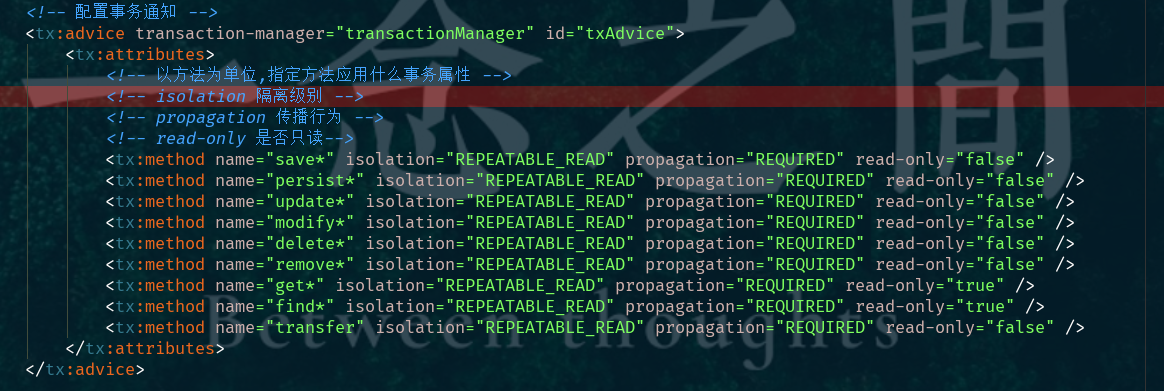 <!-- 配置事务通知 -->
<tx:advice transaction-manager="transactionManager" id="txAdvice">
<tx:attributes>
<!-- 以方法为单位,指定方法应用什么事务属性 -->
<!-- isolation 隔离级别 -->
<!-- propagation 传播行为 -->
<!-- read-only 是否只读-->
<tx:method name="save*" isolation="REPEATABLE_READ" propagation="REQUIRED" read-only="false" />
<tx:method name="persist*" isolation="REPEATABLE_READ" propagation="REQUIRED" read-only="false" />
<tx:method name="update*" isolation="REPEATABLE_READ" propagation="REQUIRED" read-only="false" />
<tx:method name="modify*" isolation="REPEATABLE_READ" propagation="REQUIRED" read-only="false" />
<tx:method name="delete*" isolation="REPEATABLE_READ" propagation="REQUIRED" read-only="false" />
<tx:method name="remove*" isolation="REPEATABLE_READ" propagation="REQUIRED" read-only="false" />
<tx:method name="get*" isolation="REPEATABLE_READ" propagation="REQUIRED" read-only="true" />
<tx:method name="find*" isolation="REPEATABLE_READ" propagation="REQUIRED" read-only="true" />
<tx:method name="transfer" isolation="REPEATABLE_READ" propagation="REQUIRED" read-only="false" />
</tx:attributes>
</tx:advice>
一念之間
Between thoughts